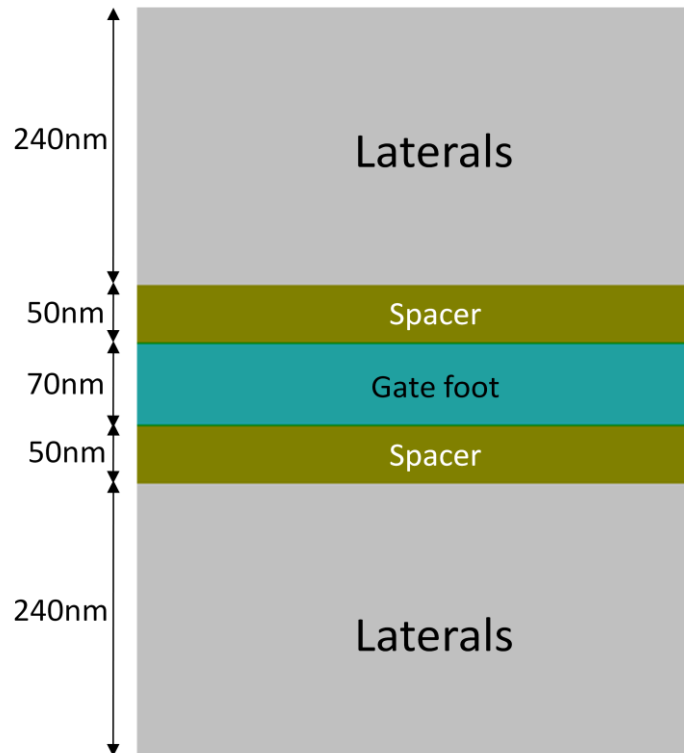 240nm
Laterals
50nm
Spacer
70nm
Gate foot
50nm
Spacer
240nm
Laterals